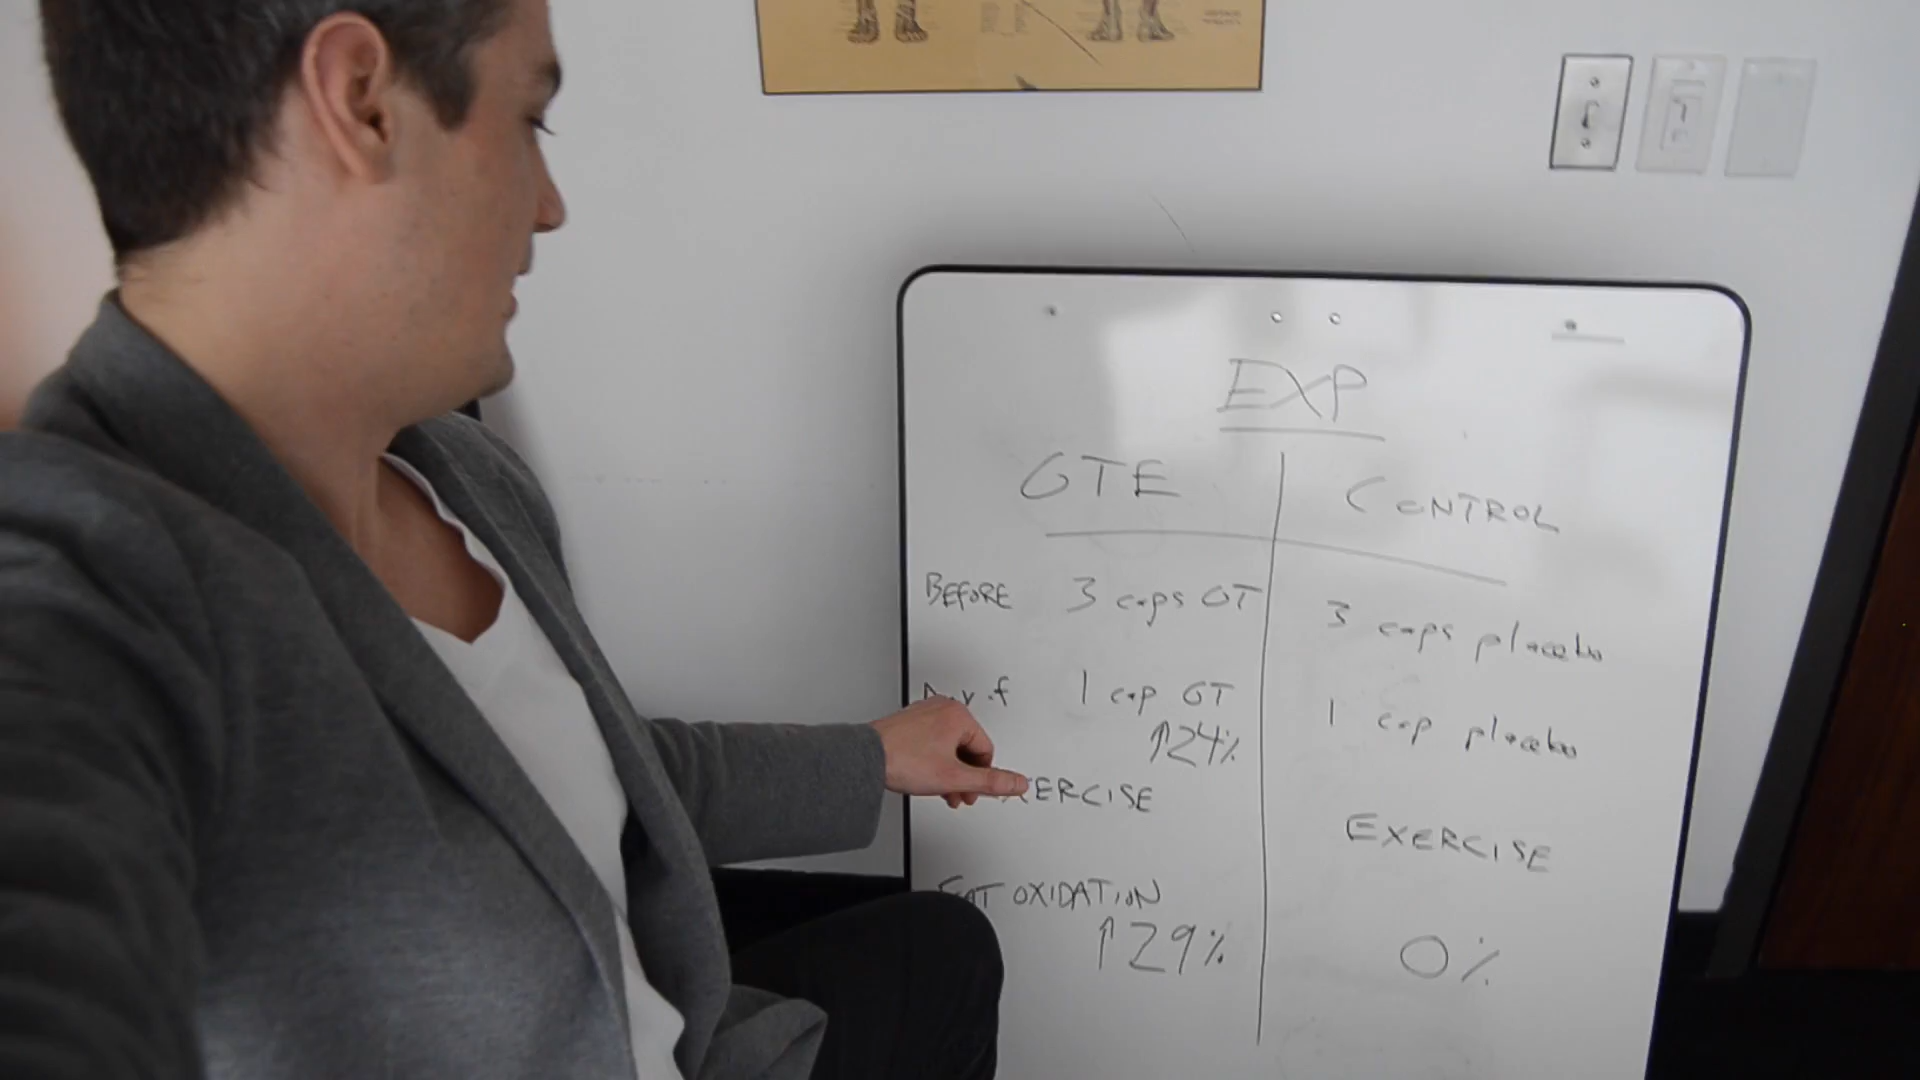 EXP
GTE CONTROL
BEFORE 3 caps GT 3 caps placebo
Day of 1 cap GT 1 cap placebo
↑24%
EXERCISE EXERCISE
FAT OXIDATION
↑29% 0%